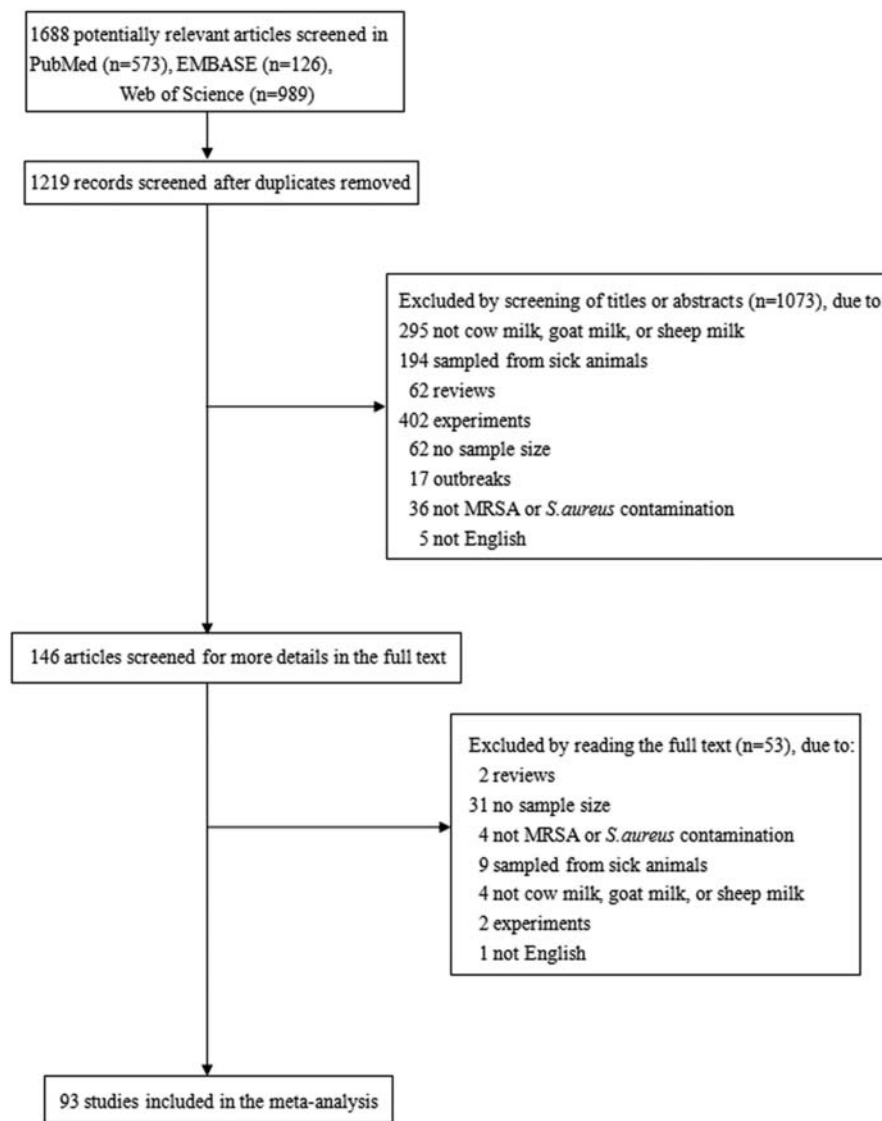 1688 potentially relevant articles screened in
PubMed (n=573), EMBASE (n=126),
Web of Science (n=989)
1219 records screened after duplicates removed
Excluded by screening of titles or abstracts (n=1073), due to
295 not cow milk, goat milk, or sheep milk
194 sampled from sick animals
62 reviews
402 experiments
62 no sample size
17 outbreaks
36 not MRSA or S.aureus contamination
5 not English
146 articles screened for more details in the full text
Excluded by reading the full text (n=53), due to:
2 reviews
31 no sample size
4 not MRSA or S.aureus contamination
9 sampled from sick animals
4 not cow milk, goat milk, or sheep milk
2 experiments
1 not English
93 studies included in the meta-analysis